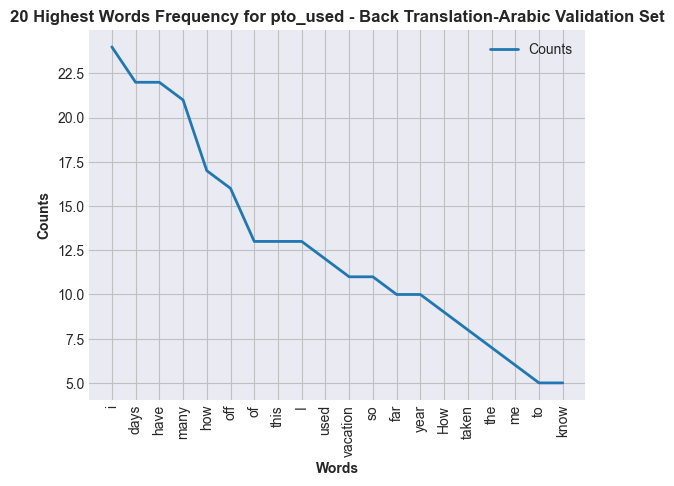 20 Highest Words Frequency for pto_used - Back Translation-Arabic Validation Set
Counts
Counts
22.5
20.0
17.5
15.0
12.5
10.0
7.5
5.0
i
days
have
many
how
off
of
this
I
used
vacation
so
far
year
How
taken
the
me
to
know
Words